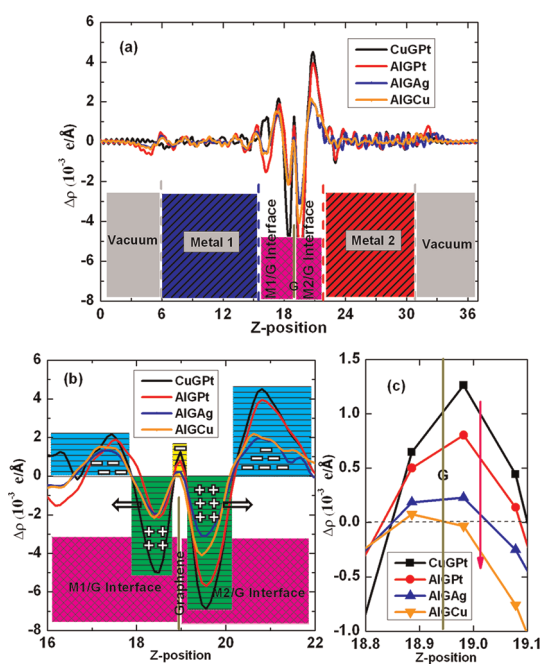 (a)
CuGPt
AlGPt
AlGAg
AlGCu
6
4
2
0
-2
-4
-6
-8
Δρ (10⁻³ e/Å)
Vacuum
Metal 1
M1/G Interface
G
M2/G Interface
Metal 2
Vacuum
0 6 12 18 24 30 36
Z-position
(b)
CuGPt
AlGPt
AlGAg
AlGCu
6
4
2
0
-2
-4
-6
-8
Δρ (10⁻³ e/Å)
M1/G Interface
Graphene
M2/G Interface
16 18 20 22
Z-position
(c)
1.5
1.0
0.5
0.0
-0.5
-1.0
Δρ (10⁻³ e/Å)
G
CuGPt
AlGPt
AlGAg
AlGCu
18.8 18.9 19.0 19.1
Z-position